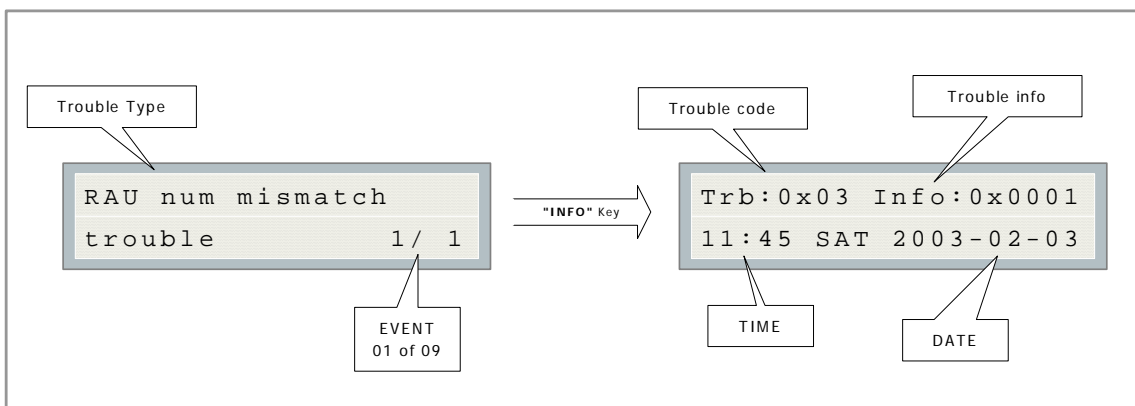 Trouble Type
RAU num mismatch
trouble 1/ 1
EVENT
01 of 09
"INFO" Key
Trouble code
Trouble info
Trb:0x03 Info:0x0001
11:45 SAT 2003-02-03
TIME
DATE